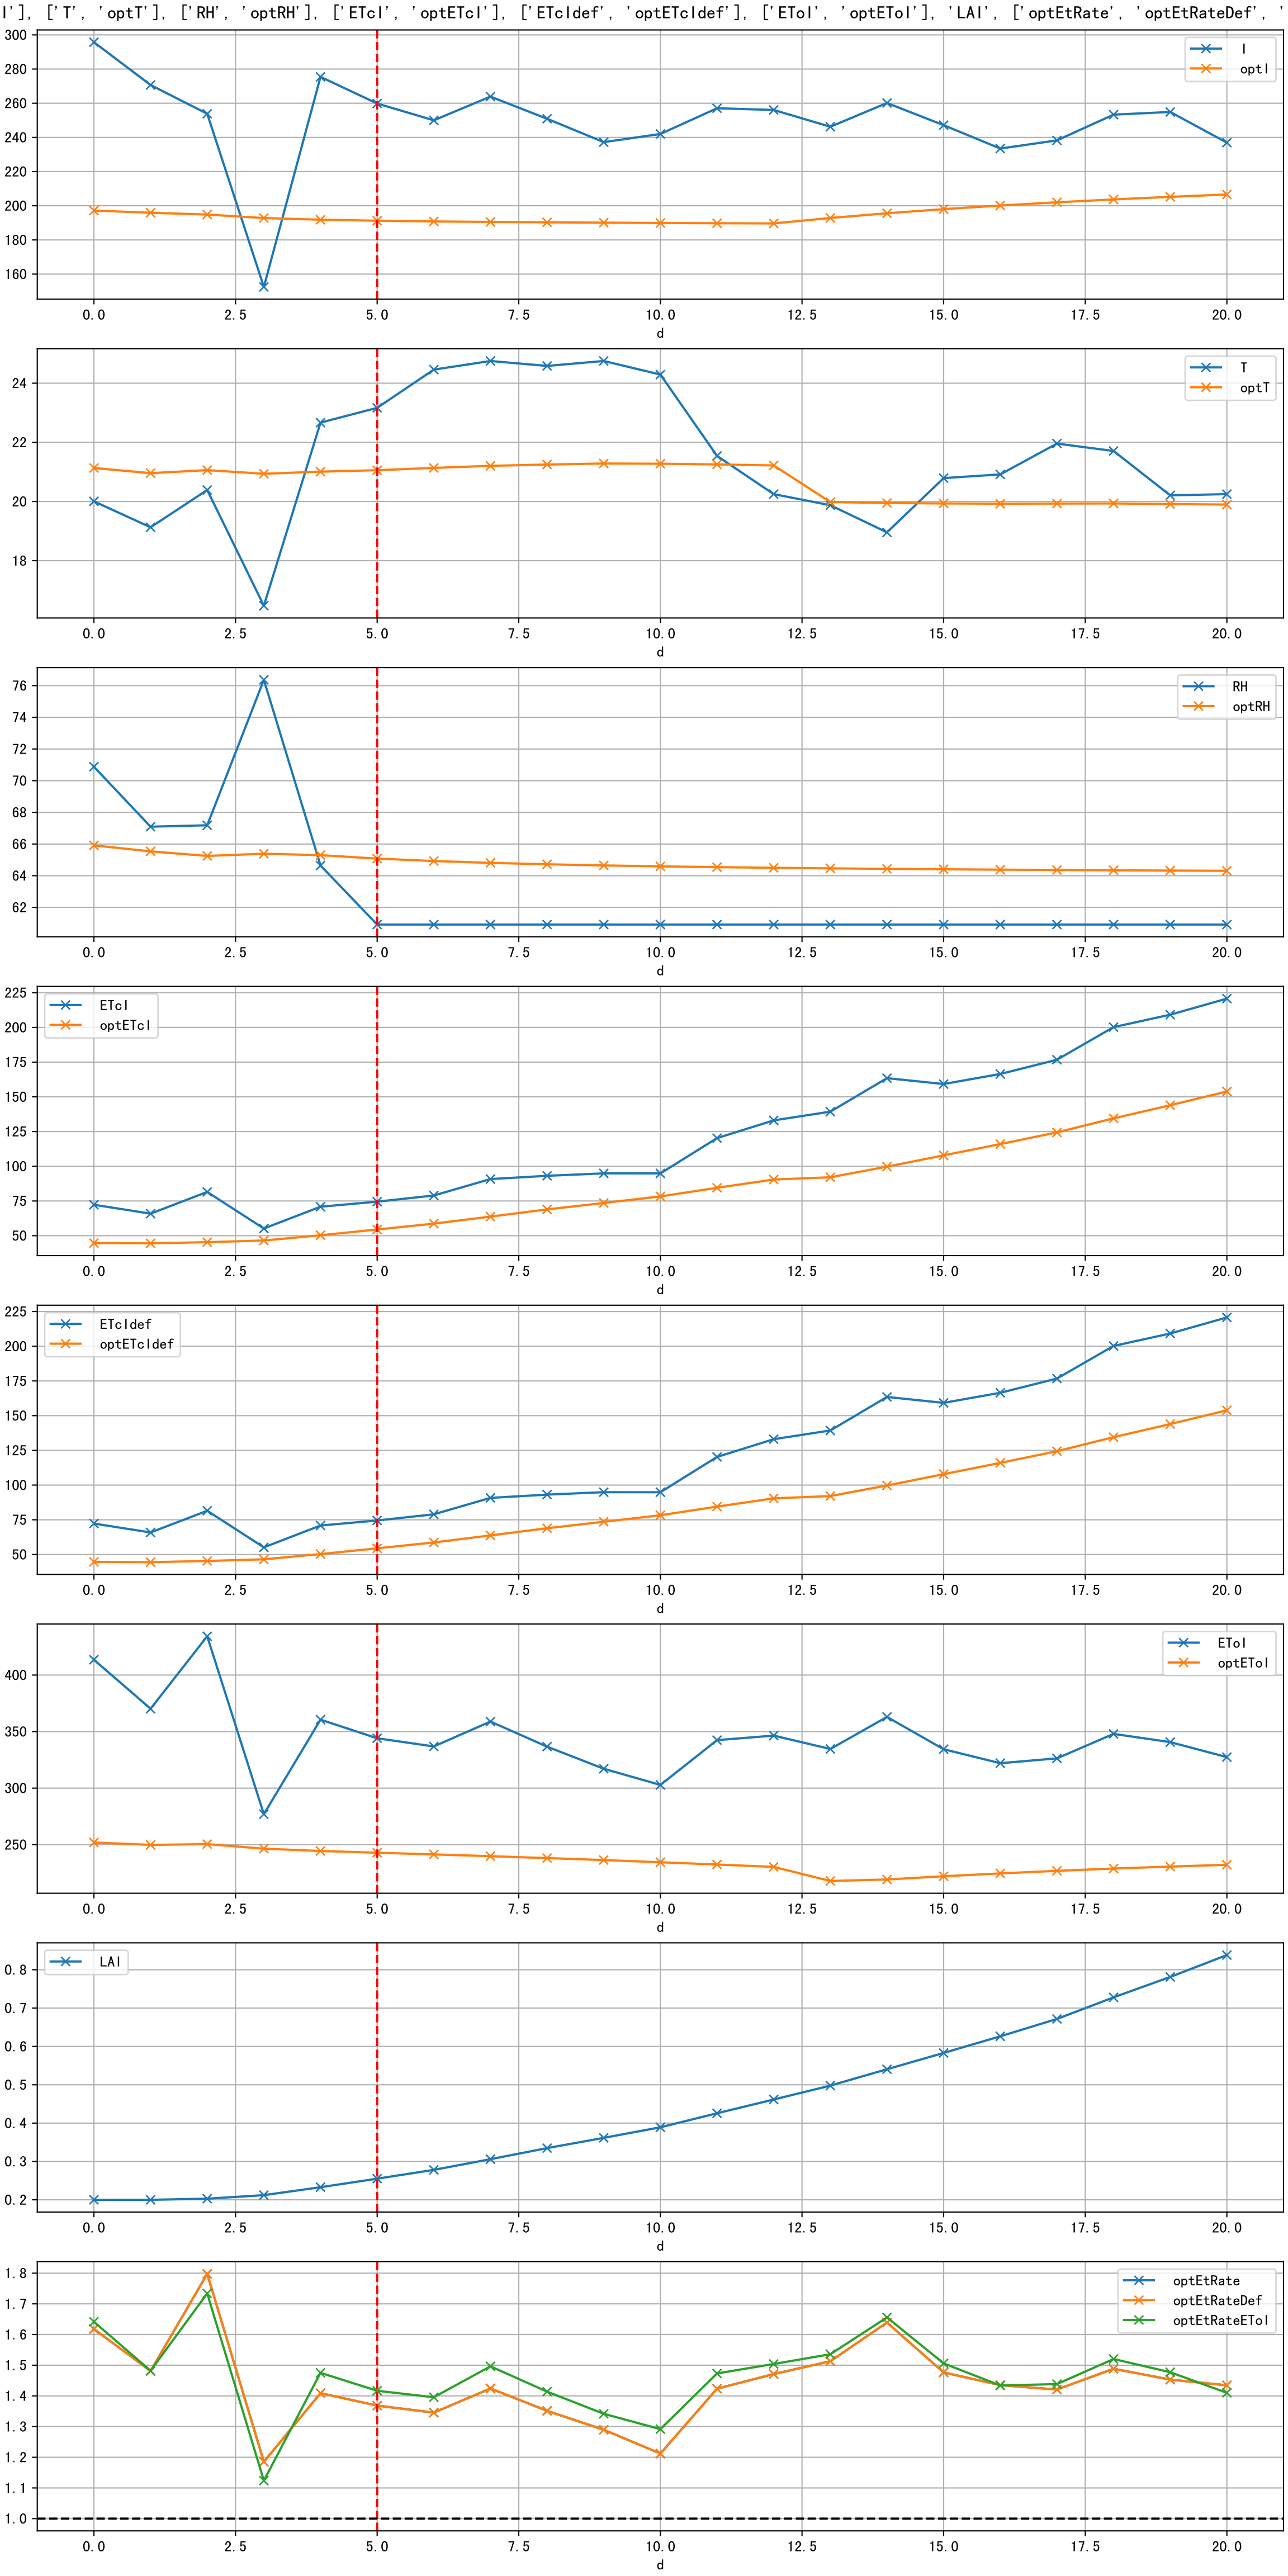 I'], ['T', 'optT'], ['RH', 'optRH'], ['ETcI', 'optETcI'], ['ETcIdef', 'optETcIdef'], ['EToI', 'optEToI'], 'LAI', ['optEtRate', 'optEtRateDef', '
300
280
260
240
220
200
180
160
I
optI
0.0 2.5 5.0 7.5 10.0 12.5 15.0 17.5 20.0
d
24
22
20
18
T
optT
0.0 2.5 5.0 7.5 10.0 12.5 15.0 17.5 20.0
d
76
74
72
70
68
66
64
62
RH
optRH
0.0 2.5 5.0 7.5 10.0 12.5 15.0 17.5 20.0
d
225
200
175
150
125
100
75
50
ETcI
optETcI
0.0 2.5 5.0 7.5 10.0 12.5 15.0 17.5 20.0
d
225
200
175
150
125
100
75
50
ETcIdef
optETcIdef
0.0 2.5 5.0 7.5 10.0 12.5 15.0 17.5 20.0
d
400
350
300
250
EToI
optEToI
0.0 2.5 5.0 7.5 10.0 12.5 15.0 17.5 20.0
d
0.8
0.7
0.6
0.5
0.4
0.3
0.2
LAI
0.0 2.5 5.0 7.5 10.0 12.5 15.0 17.5 20.0
d
1.8
1.7
1.6
1.5
1.4
1.3
1.2
1.1
1.0
optEtRate
optEtRateDef
optEtRateEToI
0.0 2.5 5.0 7.5 10.0 12.5 15.0 17.5 20.0
d